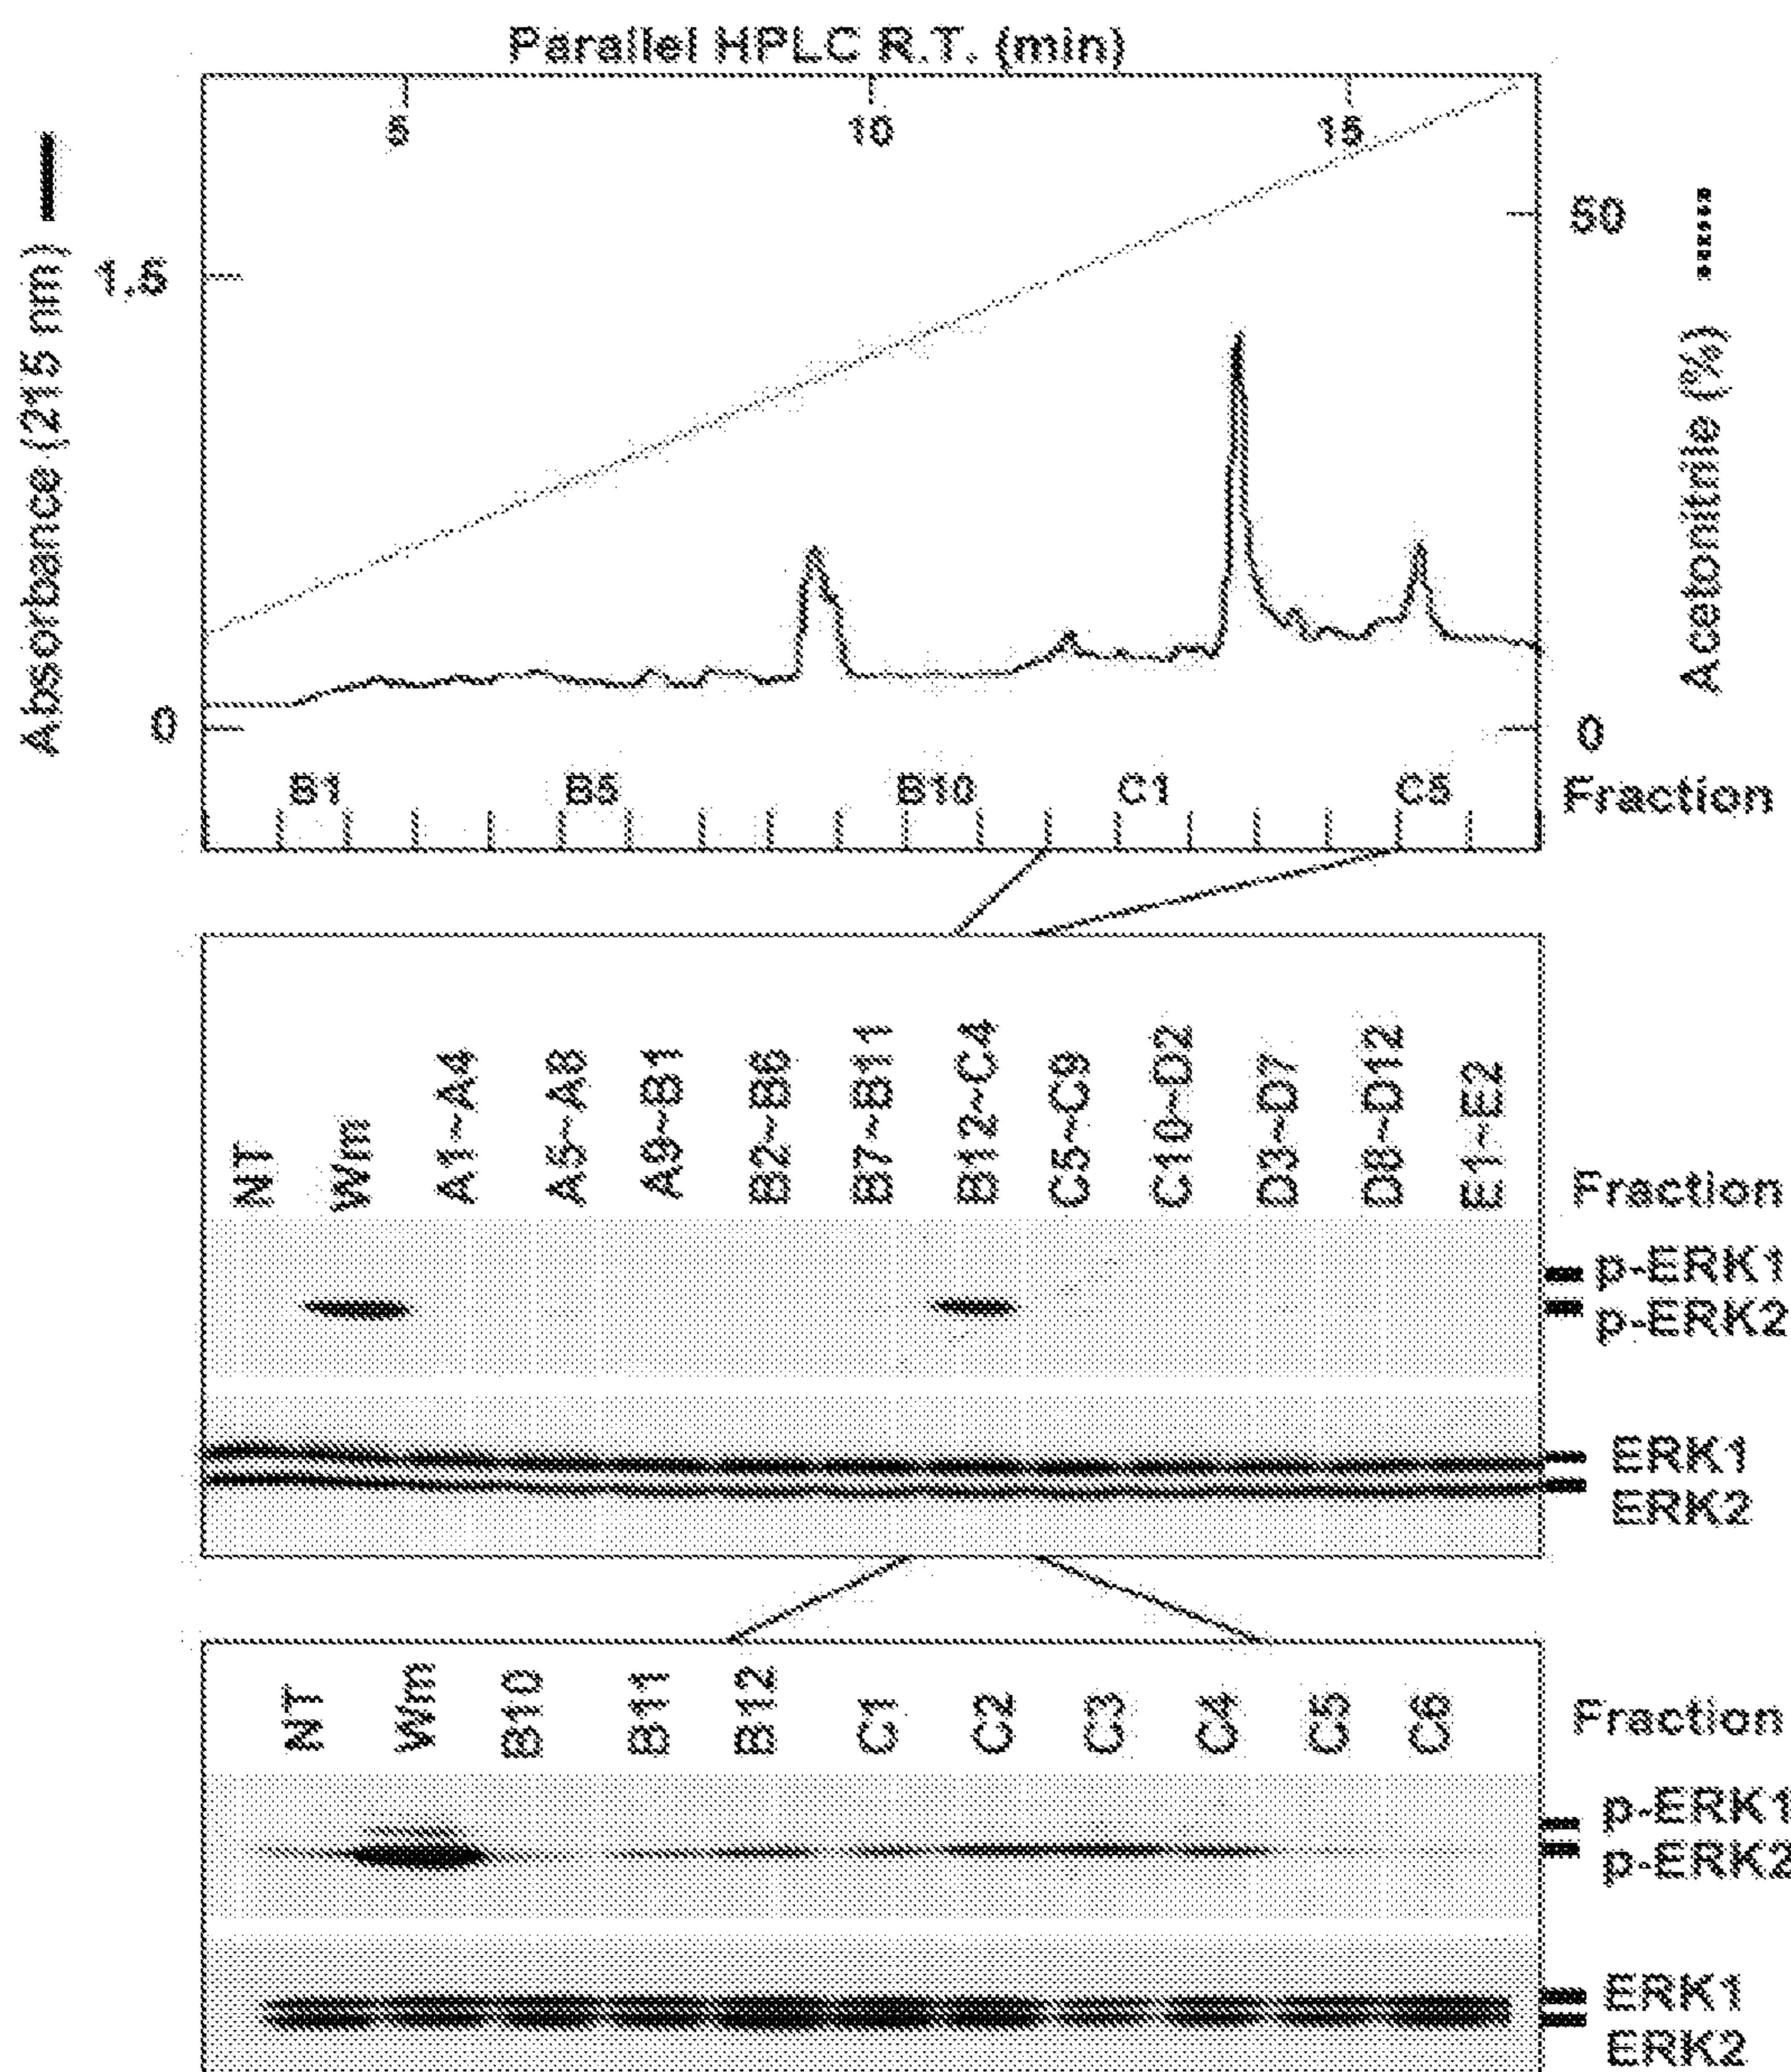 Parallel HPLC R.T. (min)
5 10 15
Absorbance (215 nm)
1.5
0
50
0
Acetonitrile (%)
B1 B5 B10 C1 C5 Fraction
NT Wm A1~A4 A5~A8 A9~B1 B2~B6 B7~B11 B12~C4 C5~C9 C10~D2 D3~D7 D8~D12 E1~E2 Fraction
p-ERK1
p-ERK2
ERK1
ERK2
NT Wm B10 B11 B12 C1 C2 C3 C4 C5 C6 Fraction
p-ERK1
p-ERK2
ERK1
ERK2